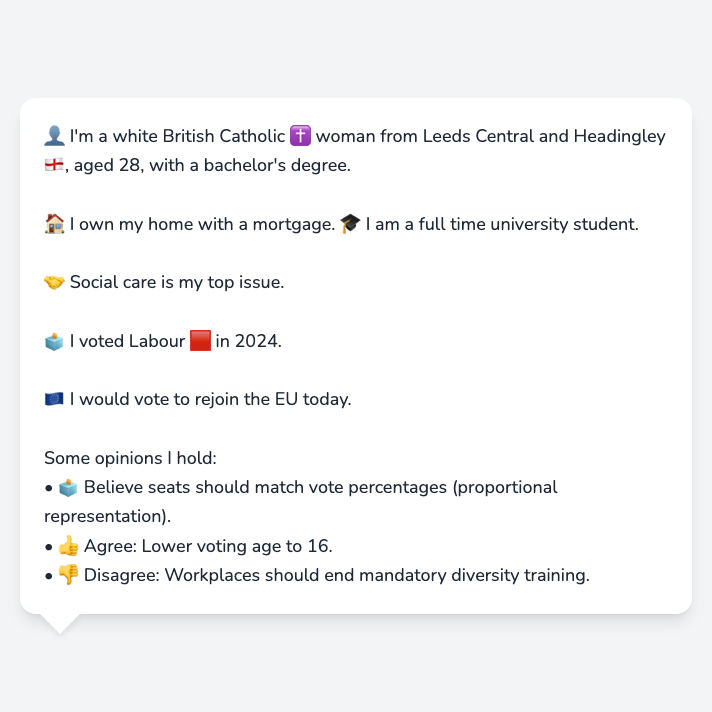 👤 I'm a white British Catholic ✝️ woman from Leeds Central and Headingley
🏴󠁧󠁢󠁥󠁮󠁧󠁿, aged 28, with a bachelor's degree.
🏠 I own my home with a mortgage. 🎓 I am a full time university student.
🤝 Social care is my top issue.
🗳️ I voted Labour 🟥 in 2024.
🇪🇺 I would vote to rejoin the EU today.
Some opinions I hold:
• 🗳️ Believe seats should match vote percentages (proportional
representation).
• 👍 Agree: Lower voting age to 16.
• 👎 Disagree: Workplaces should end mandatory diversity training.